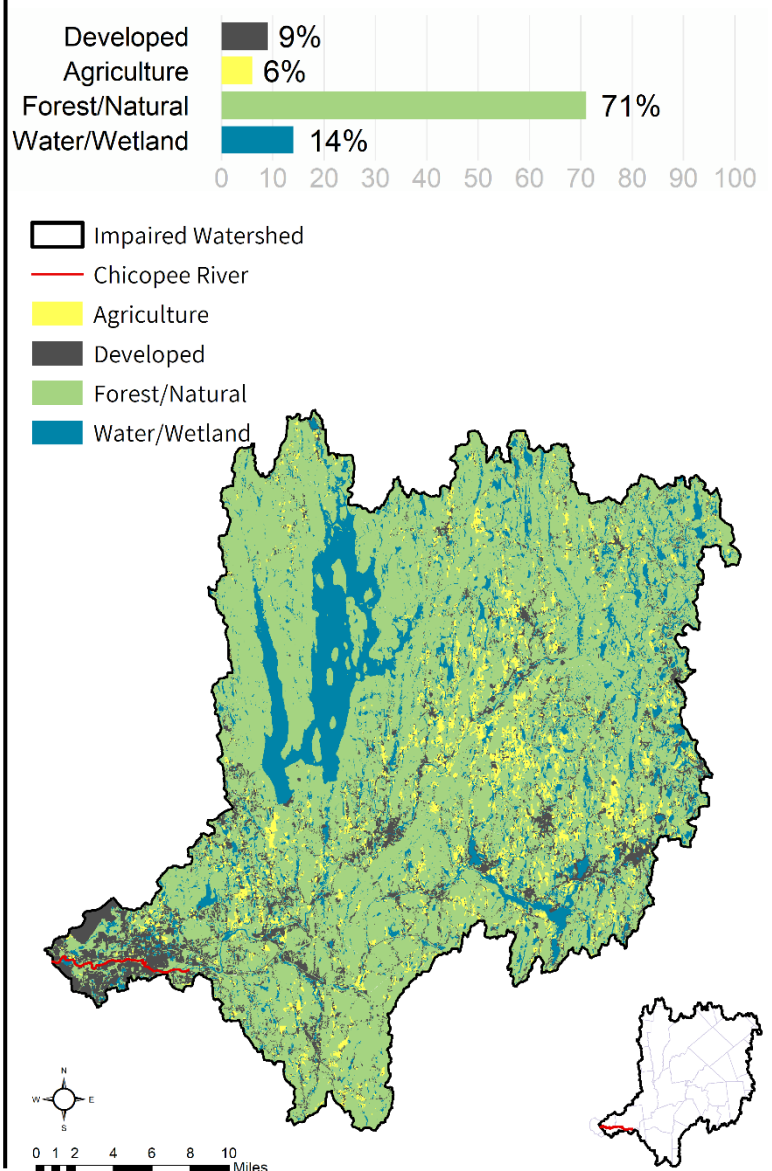 Developed 9%
Agriculture 6%
Forest/Natural 71%
Water/Wetland 14%
0 10 20 30 40 50 60 70 80 90 100
Impaired Watershed
Chicopee River
Agriculture
Developed
Forest/Natural
Water/Wetland
N
W E
S
0 1 2 4 6 8 10
Miles